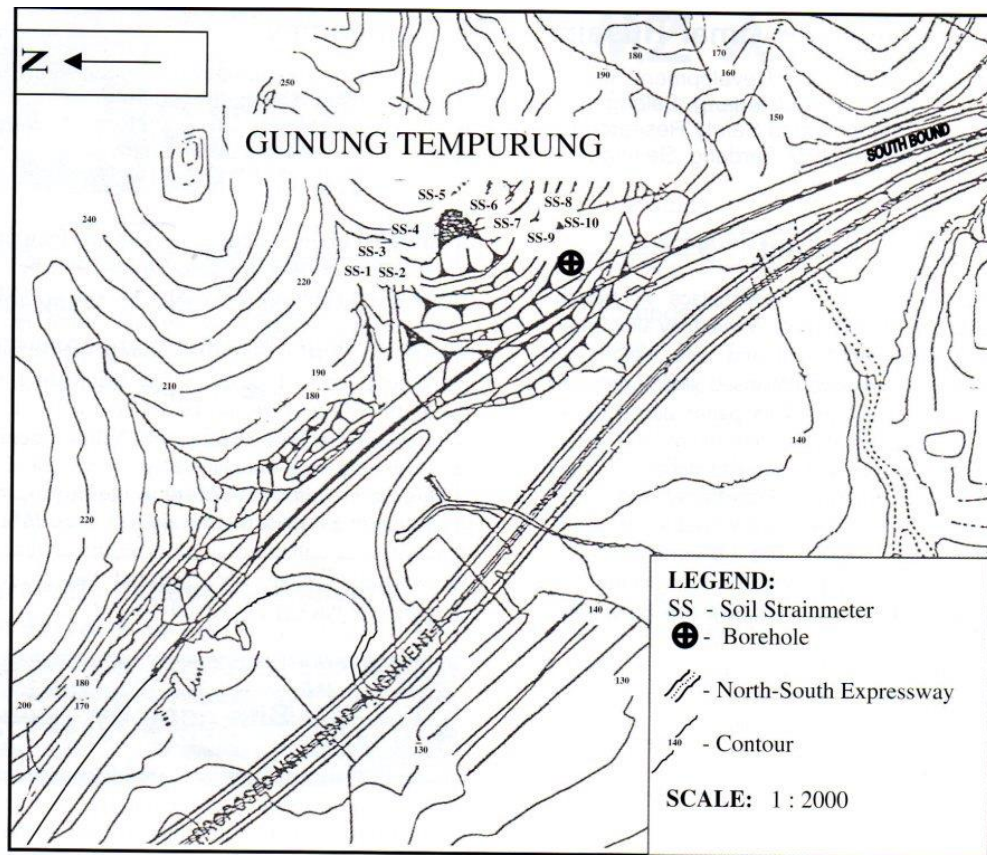 N
250
190
180
170
160
150
SOUTH BOUND
GUNUNG TEMPURUNG
SS-5
SS-6
SS-8
240
SS-4
SS-7
SS-10
SS-3
SS-9
SS-1
SS-2
220
210
190
180
140
220
180
170
200
140
130
130
PROPOSED NEW ROAD ALIGNMENT
LEGEND:
SS - Soil Strainmeter
- Borehole
- North-South Expressway
140 - Contour
SCALE: 1 : 2000